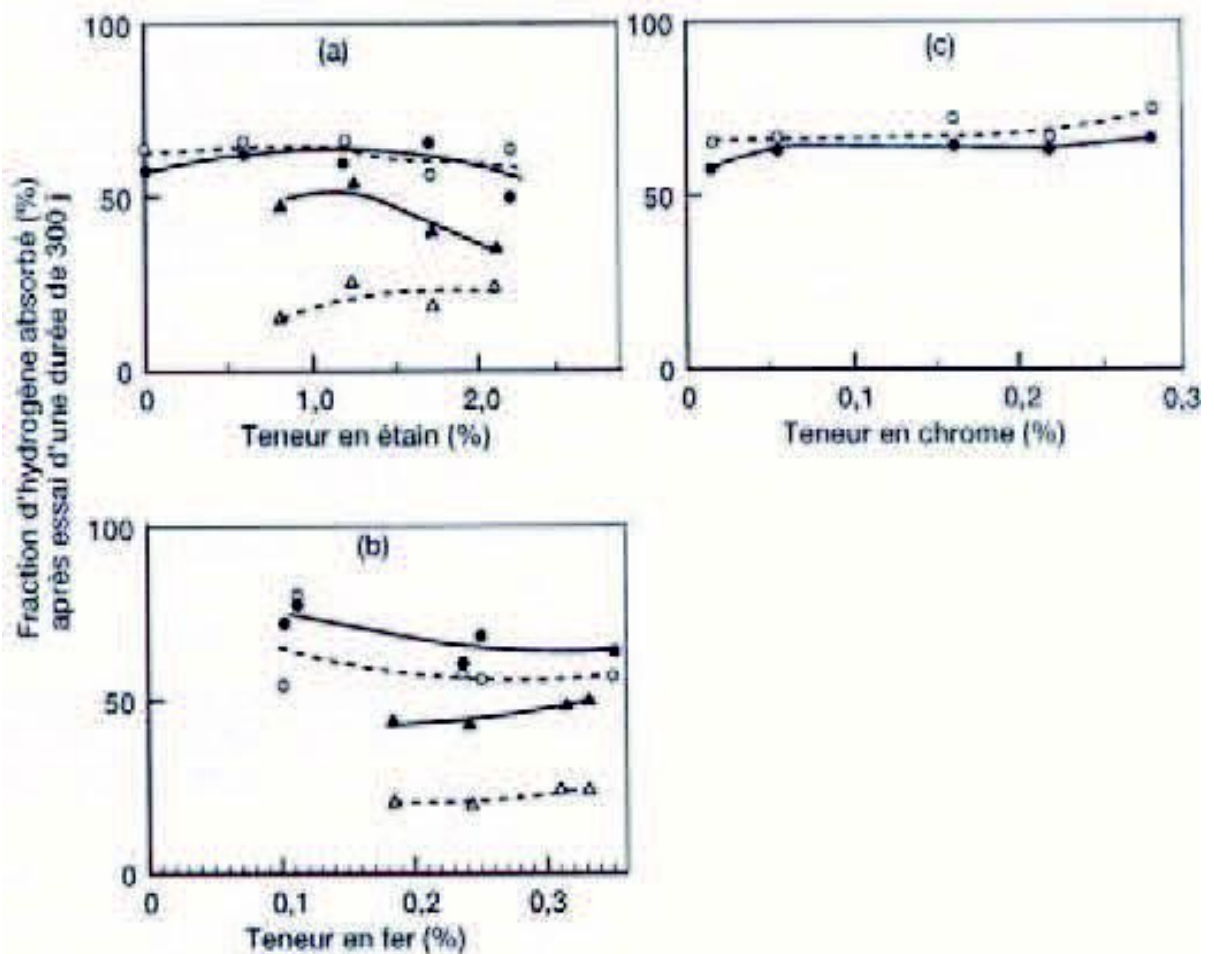 Fraction d'hydrogène absorbé (%)
après essai d'une durée de 300 j
100
(a)
50
0
0
1,0
2,0
Teneur en étain (%)
100
(c)
50
0
0
0,1
0,2
0,3
Teneur en chrome (%)
100
(b)
50
0
0
0,1
0,2
0,3
Teneur en fer (%)